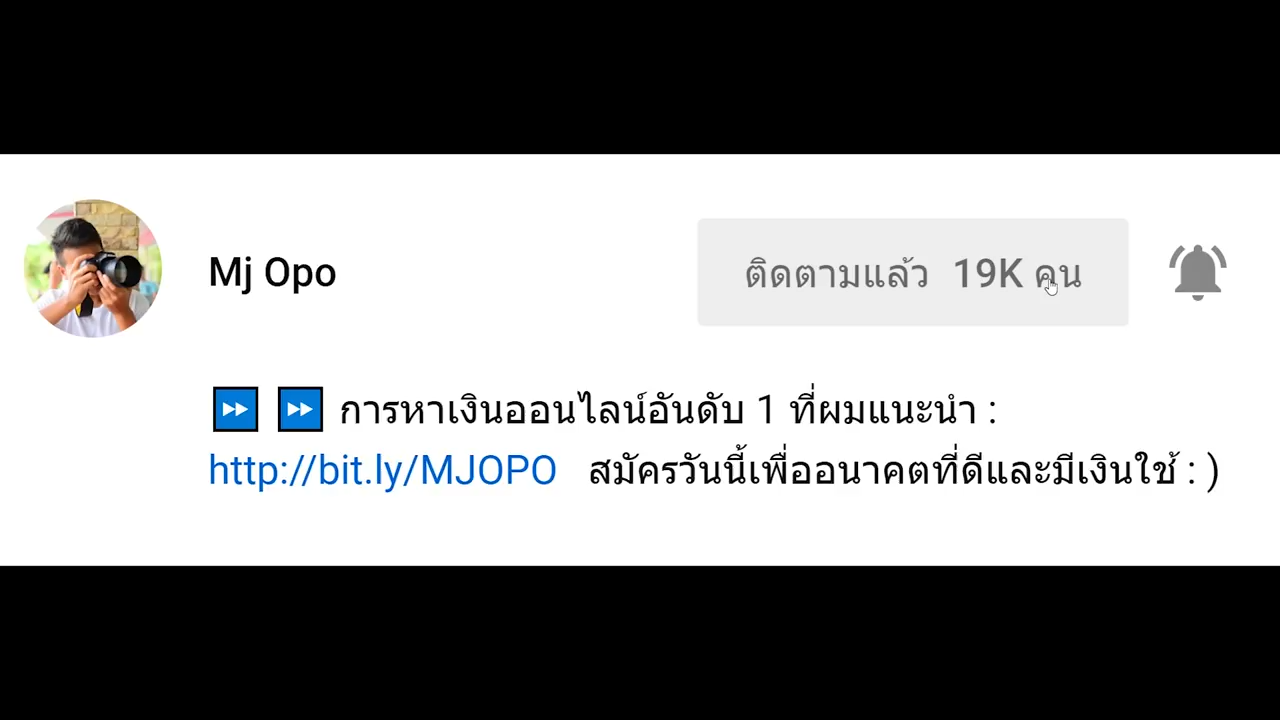 Mj Opo
ติดตามแล้ว 19K คน
⏩ ⏩ การหาเงินออนไลน์อันดับ 1 ที่ผมแนะนำ :
http://bit.ly/MJOPO สมัครวันนี้เพื่ออนาคตที่ดีและมีเงินใช้ : )